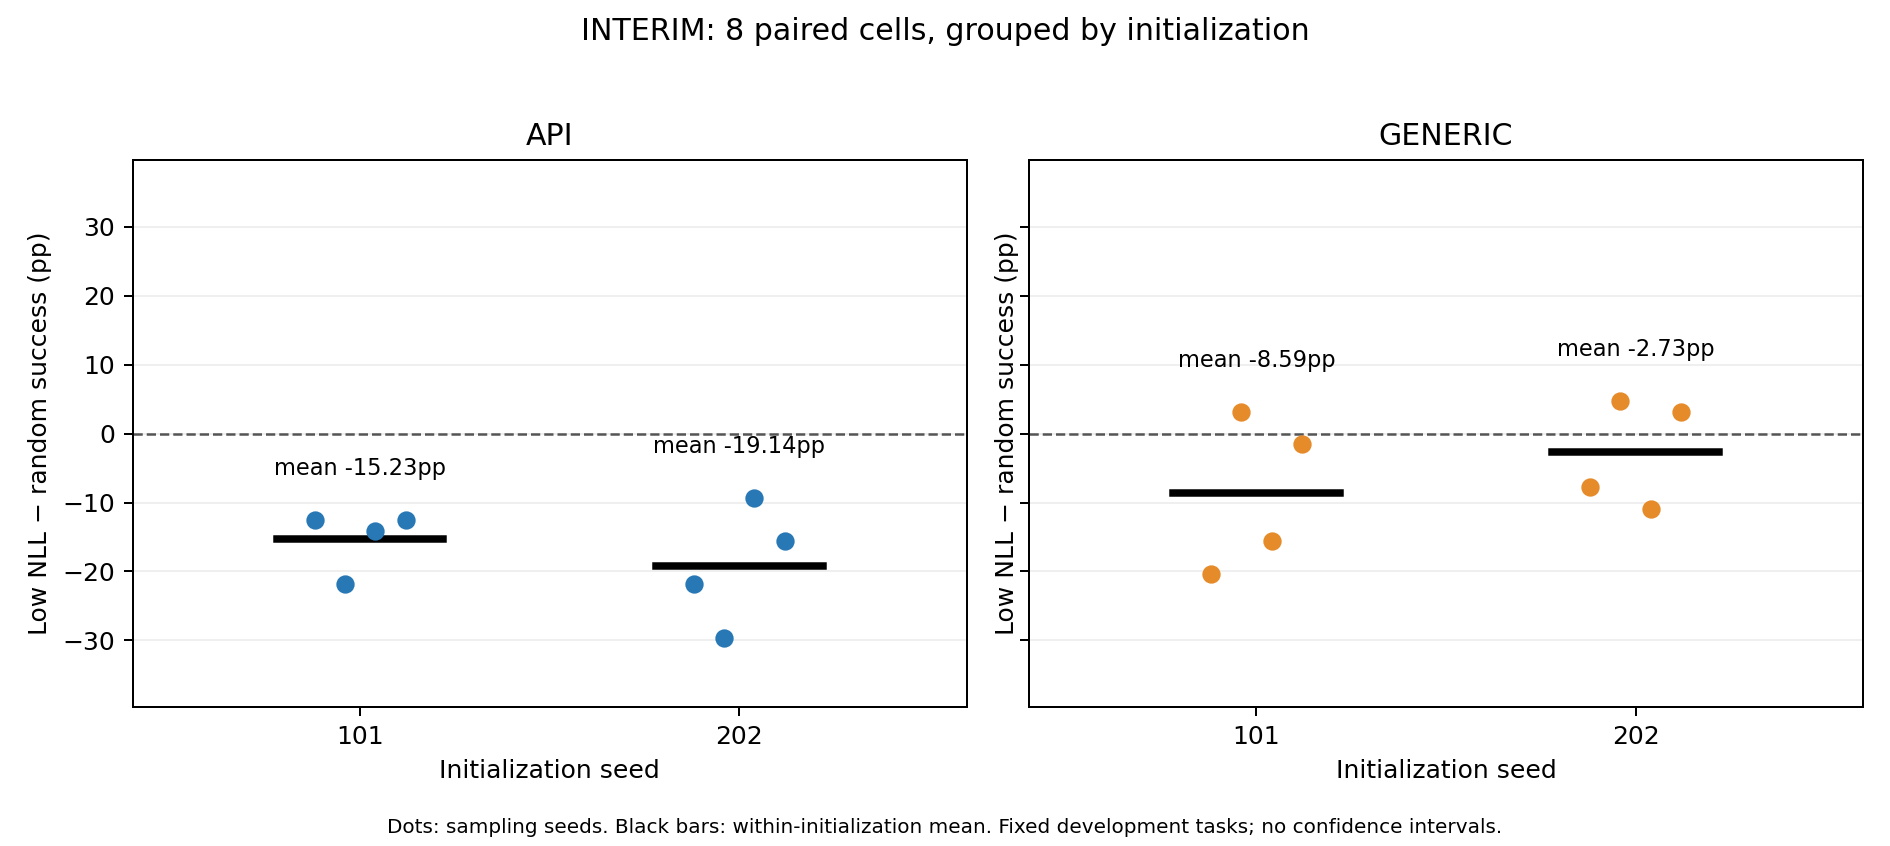 INTERIM: 8 paired cells, grouped by initialization
API
Low NLL − random success (pp)
30
20
10
0
−10
−20
−30
mean -15.23pp
mean -19.14pp
101
202
Initialization seed
GENERIC
Low NLL − random success (pp)
mean -8.59pp
mean -2.73pp
101
202
Initialization seed
Dots: sampling seeds. Black bars: within-initialization mean. Fixed development tasks; no confidence intervals.